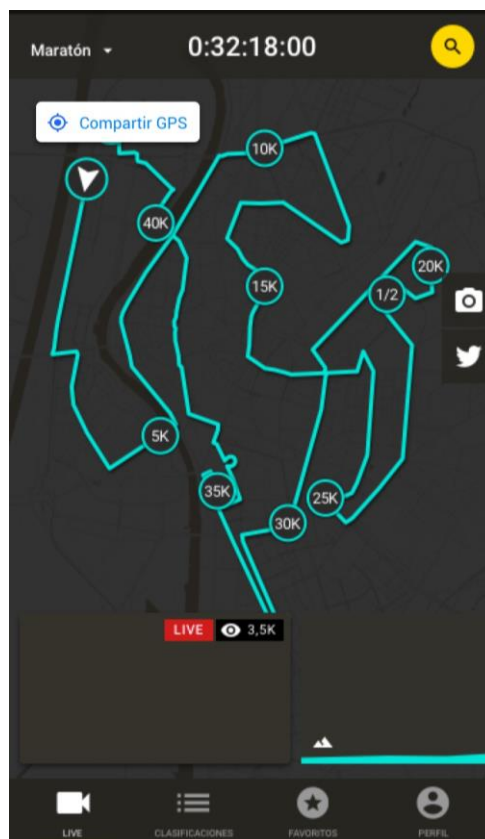 Maratón
0:32:18:00
Compartir GPS
10K
40K
20K
15K
1/2
5K
35K
25K
30K
LIVE 3,5K
LIVE
CLASIFICACIONES
FAVORITOS
PERFIL